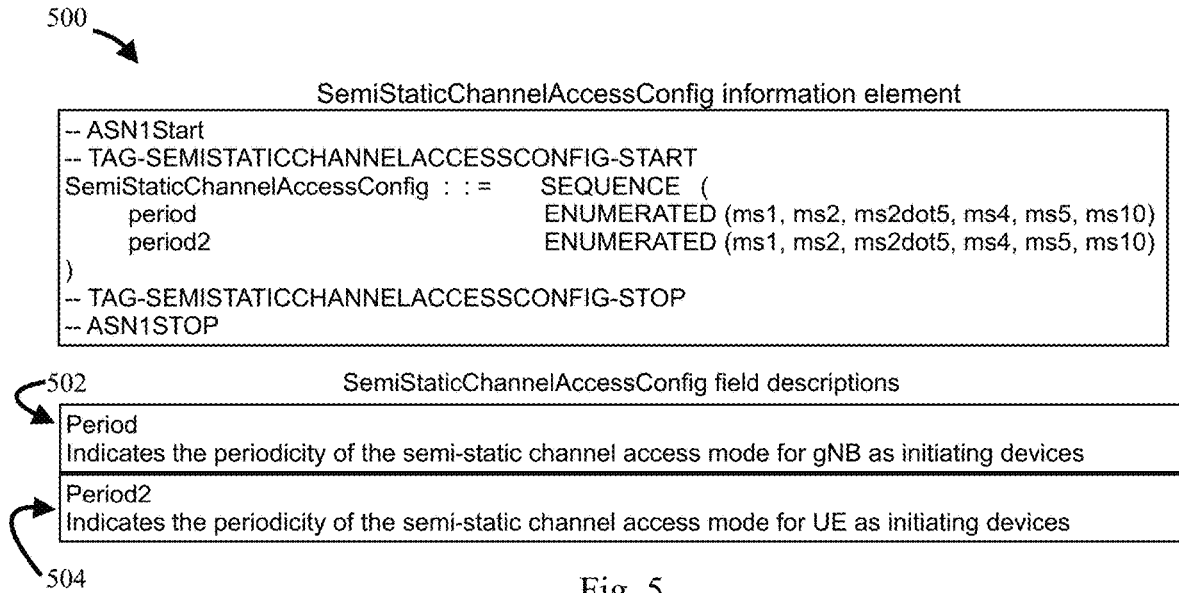 500
SemiStaticChannelAccessConfig information element
-- ASN1Start
-- TAG-SEMISTATICCHANNELACCESSCONFIG-START
SemiStaticChannelAccessConfig : : = SEQUENCE (
period ENUMERATED (ms1, ms2, ms2dot5, ms4, ms5, ms10)
period2 ENUMERATED (ms1, ms2, ms2dot5, ms4, ms5, ms10)
)
-- TAG-SEMISTATICCHANNELACCESSCONFIG-STOP
-- ASN1STOP
502
SemiStaticChannelAccessConfig field descriptions
Period
Indicates the periodicity of the semi-static channel access mode for gNB as initiating devices
Period2
Indicates the periodicity of the semi-static channel access mode for UE as initiating devices
504
Fig. 5